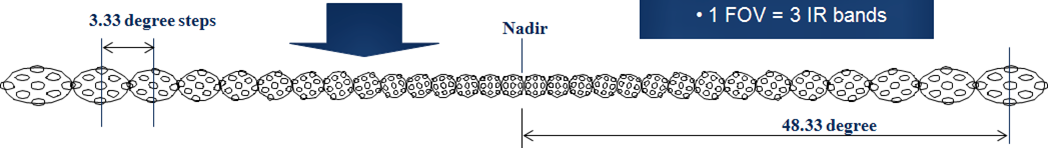 3.33 degree steps
Nadir
• 1 FOV = 3 IR bands
48.33 degree